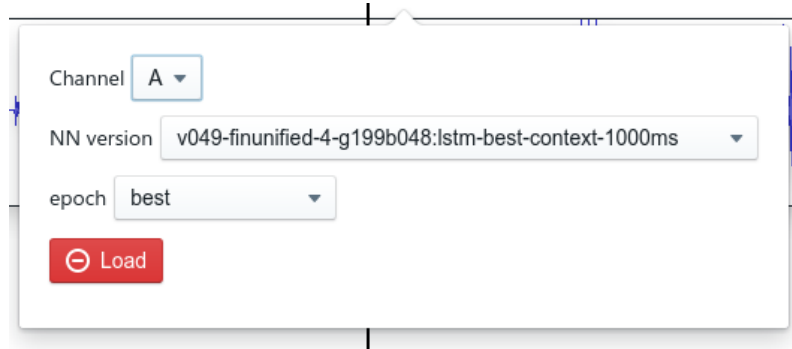 Channel A
NN version v049-finunified-4-g199b048:lstm-best-context-1000ms
epoch best
Load